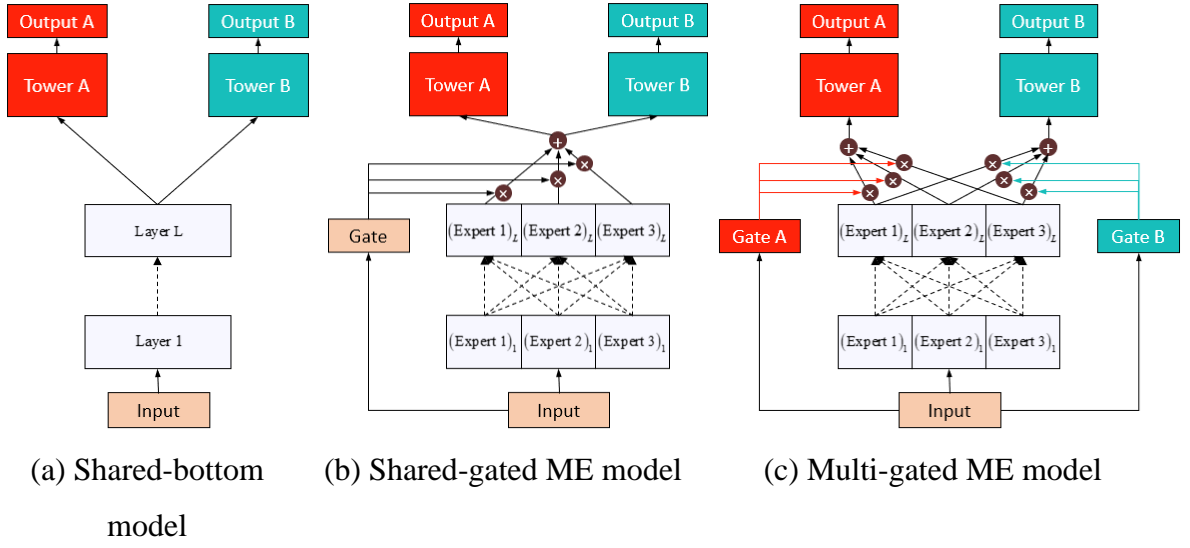 Output A
Output B
Tower A
Tower B
Layer L
Layer 1
Input
(a) Shared-bottom
model
Output A
Output B
Tower A
Tower B
+
×
×
×
Gate
(Expert 1)L (Expert 2)L (Expert 3)L
(Expert 1)1 (Expert 2)1 (Expert 3)1
Input
(b) Shared-gated ME model
Output A
Output B
Tower A
Tower B
+
+
×
×
×
×
×
×
Gate A
Gate B
(Expert 1)L (Expert 2)L (Expert 3)L
(Expert 1)1 (Expert 2)1 (Expert 3)1
Input
(c) Multi-gated ME model